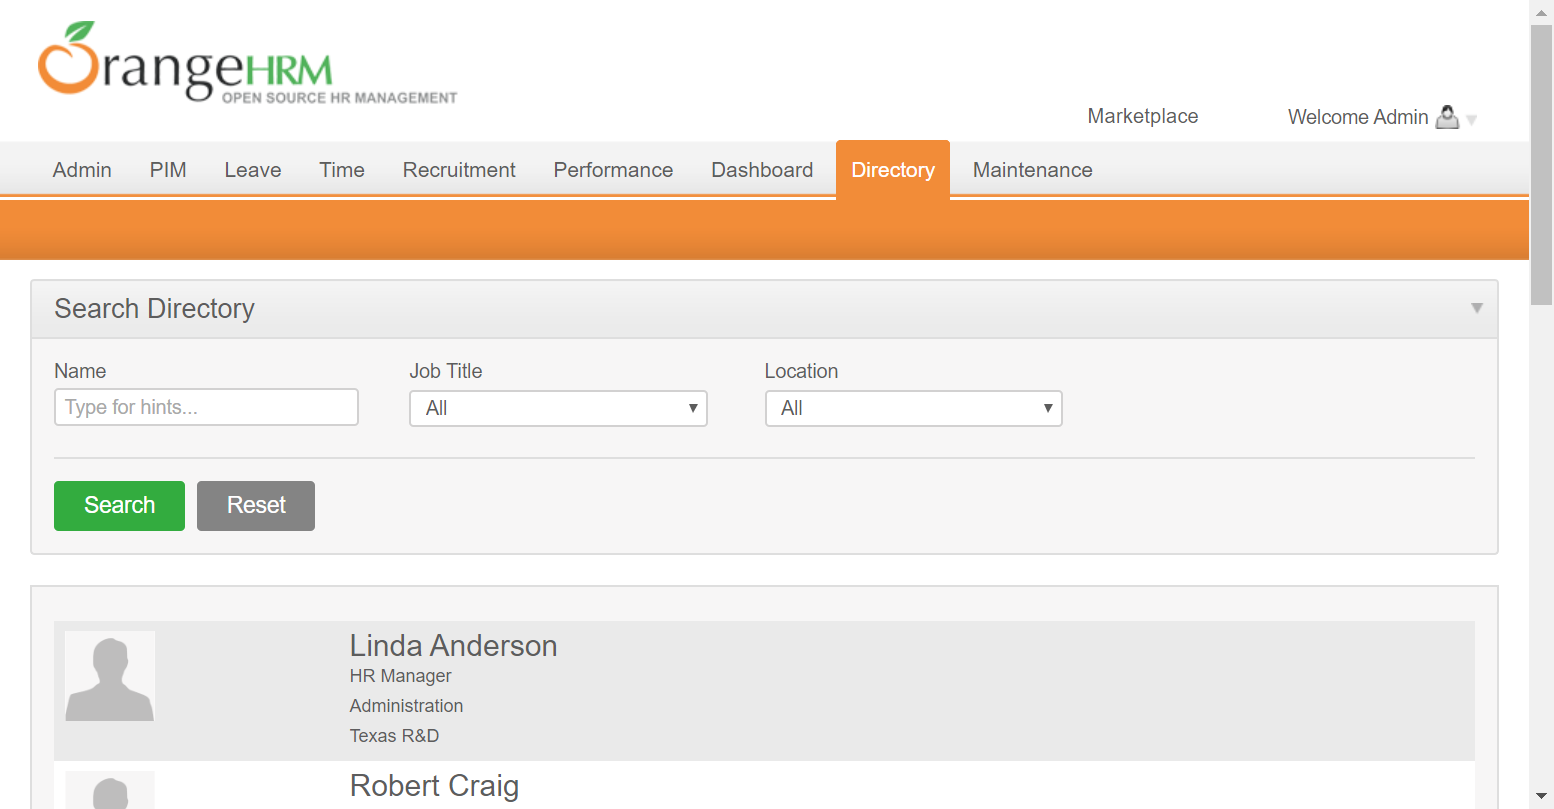 OrangeHRM
OPEN SOURCE HR MANAGEMENT
Marketplace Welcome Admin
Admin PIM Leave Time Recruitment Performance Dashboard Directory Maintenance
Search Directory
Name Job Title Location
Type for hints... All All
Search Reset
Linda Anderson
HR Manager
Administration
Texas R&D
Robert Craig